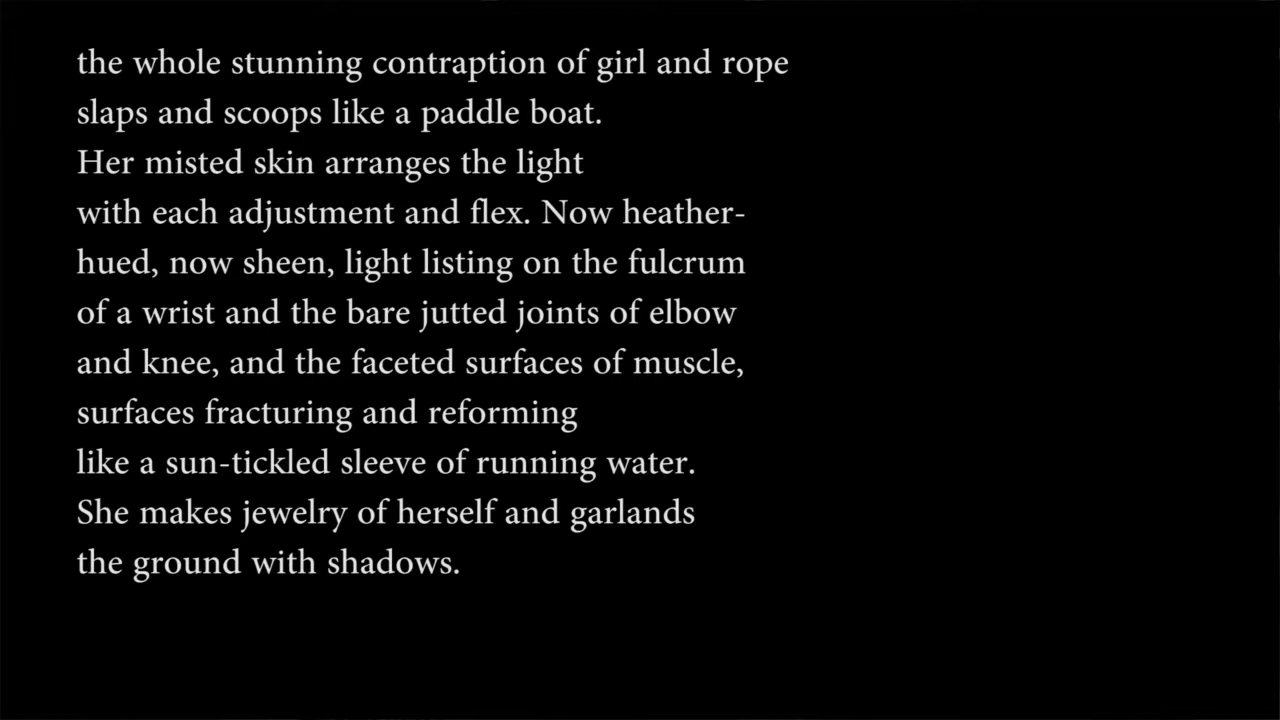 the whole stunning contraption of girl and rope
slaps and scoops like a paddle boat.
Her misted skin arranges the light
with each adjustment and flex. Now heather-
hued, now sheen, light listing on the fulcrum
of a wrist and the bare jutted joints of elbow
and knee, and the faceted surfaces of muscle,
surfaces fracturing and reforming
like a sun-tickled sleeve of running water.
She makes jewelry of herself and garlands
the ground with shadows.